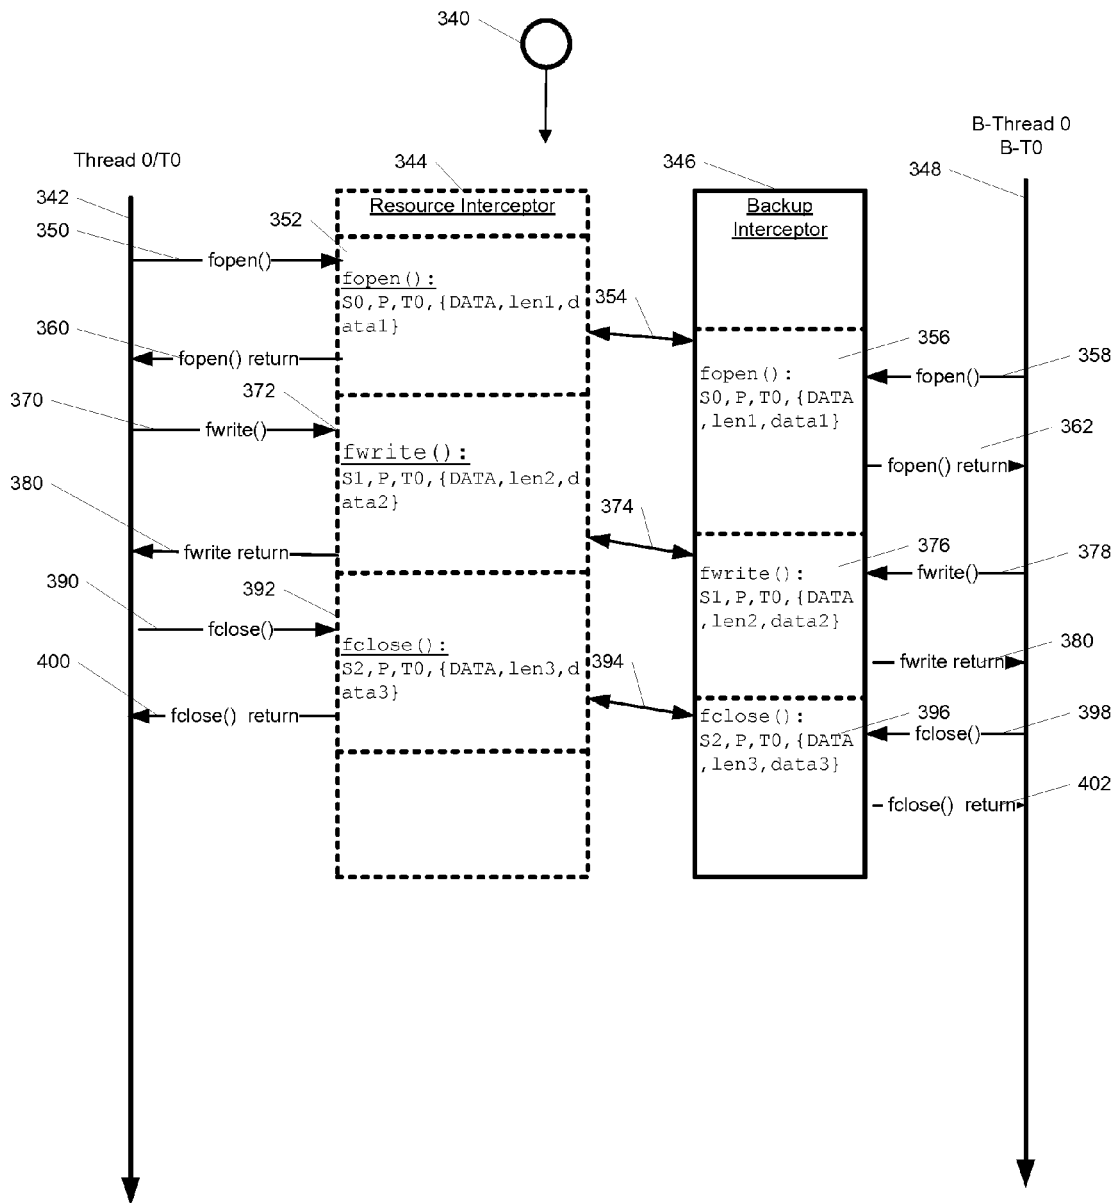 340
B-Thread 0
B-T0
Thread 0/T0
344
346
348
342
350
352
Resource Interceptor
Backup
Interceptor
fopen()
fopen():
S0,P,T0,{DATA,len1,d
ata1}
354
360
fopen() return
356
358
fopen()
fopen():
S0,P,T0,{DATA
,len1,data1}
370
372
fwrite()
362
fopen() return
fwrite():
S1,P,T0,{DATA,len2,d
ata2}
380
374
fwrite return
376
378
fwrite()
fwrite():
S1,P,T0,{DATA
,len2,data2}
390
392
fclose()
fclose():
S2,P,T0,{DATA,len3,d
ata3}
380
fwrite return
394
400
fclose() return
396
398
fclose()
fclose():
S2,P,T0,{DATA
,len3,data3}
402
fclose() return